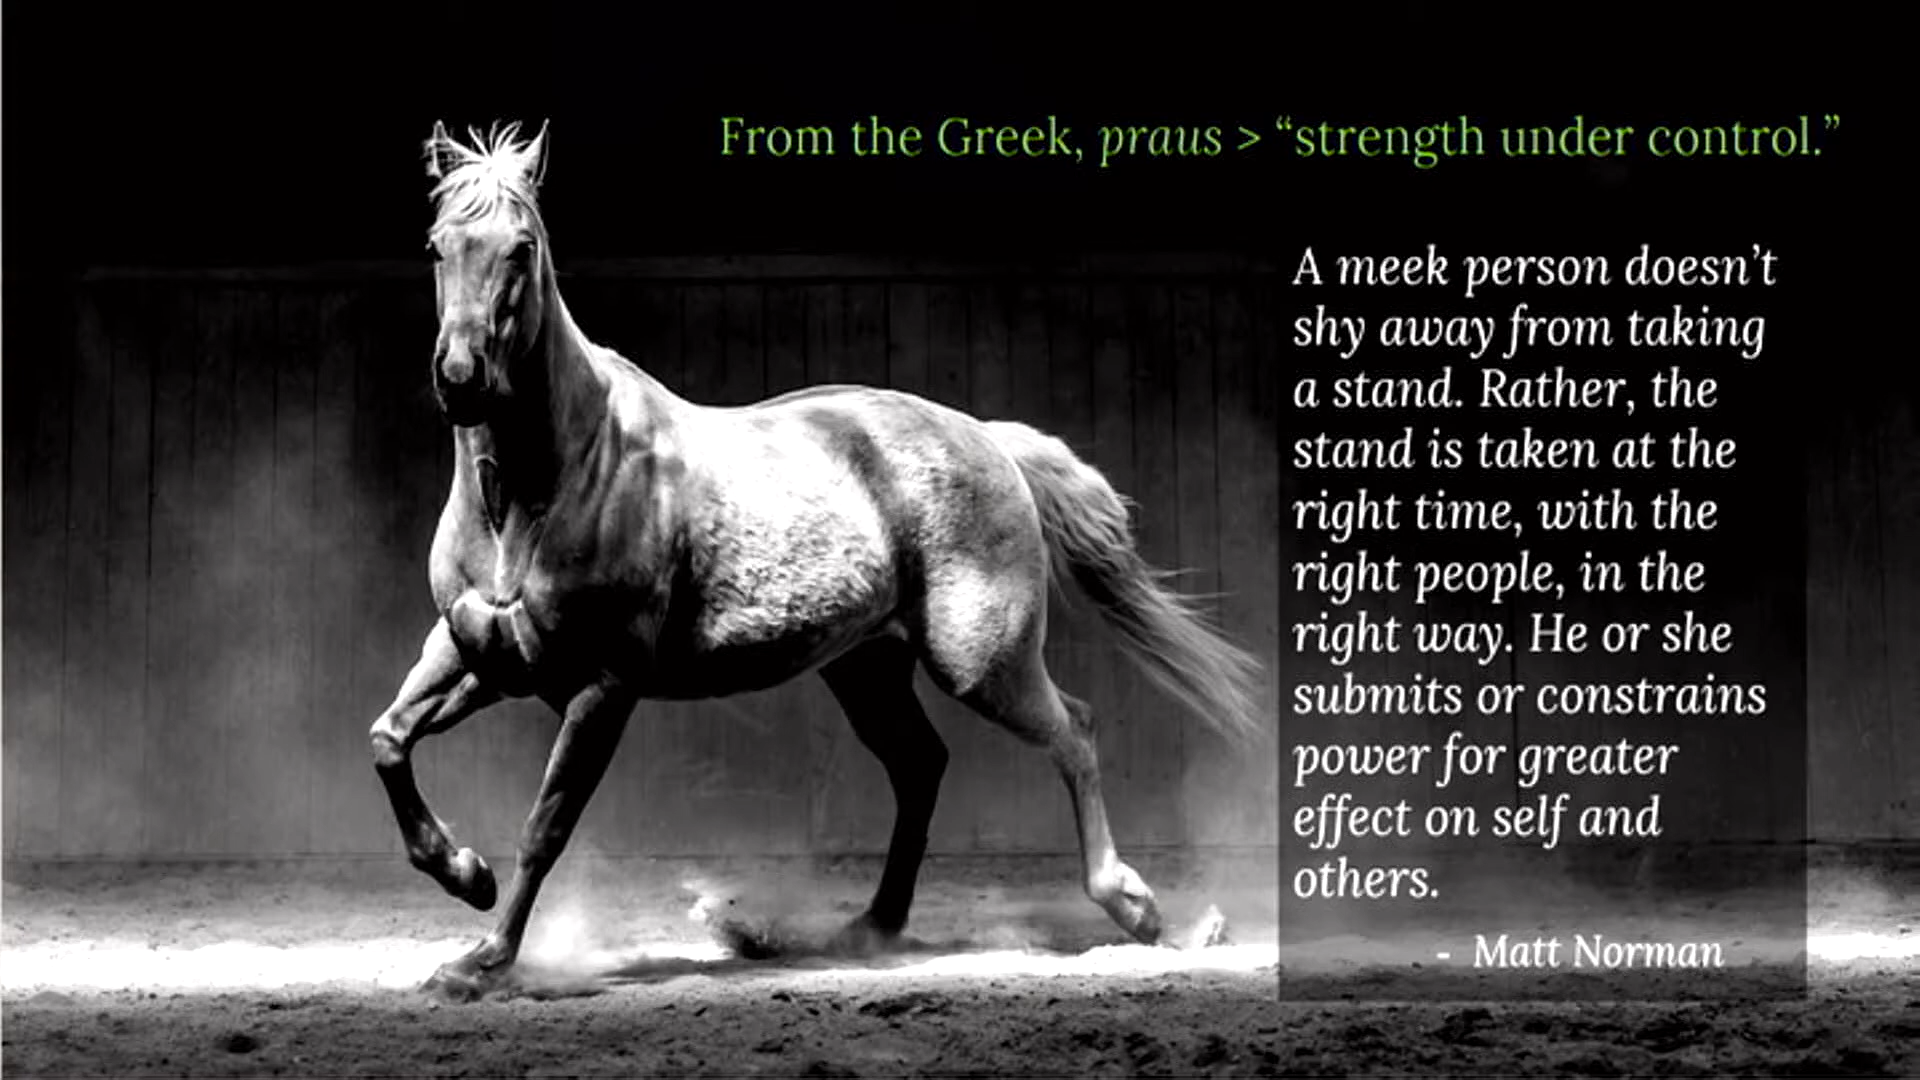 From the Greek, praus > “strength under control.”
A meek person doesn’t
shy away from taking
a stand. Rather, the
stand is taken at the
right time, with the
right people, in the
right way. He or she
submits or constrains
power for greater
effect on self and
others.
- Matt Norman